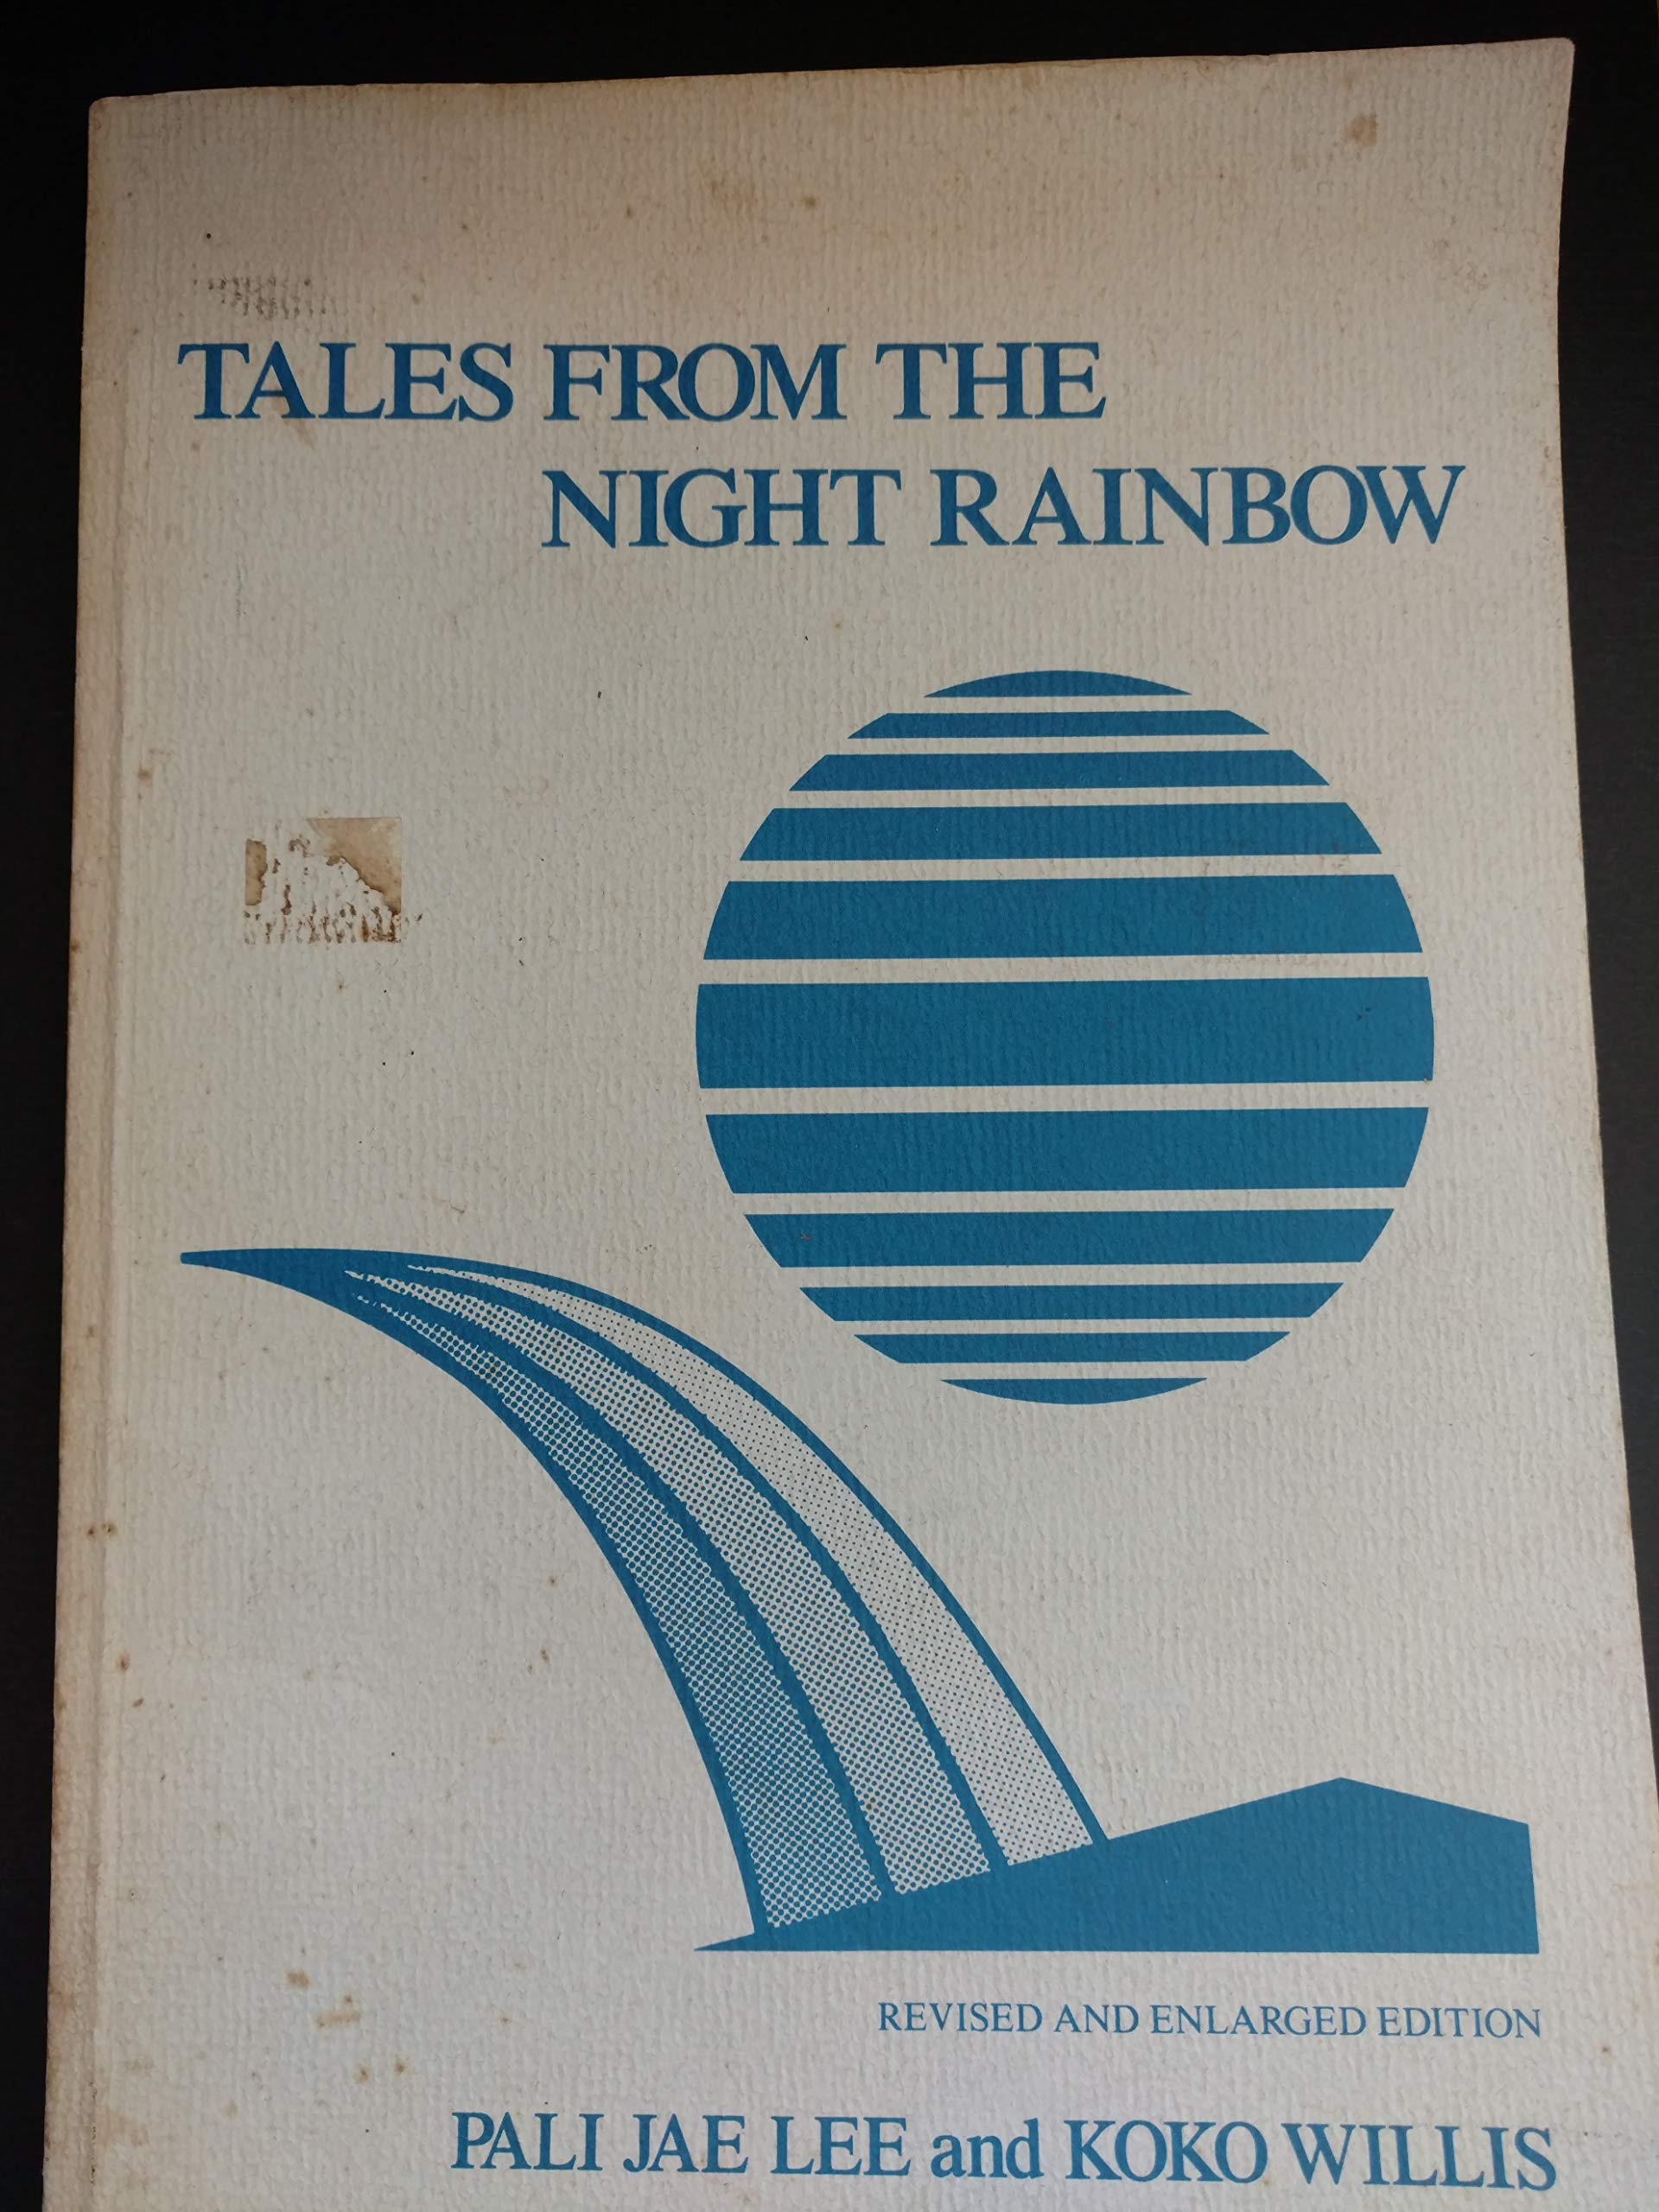 TALES FROM THE
NIGHT RAINBOW
REVISED AND ENLARGED EDITION
PALI JAE LEE and KOKO WILLIS